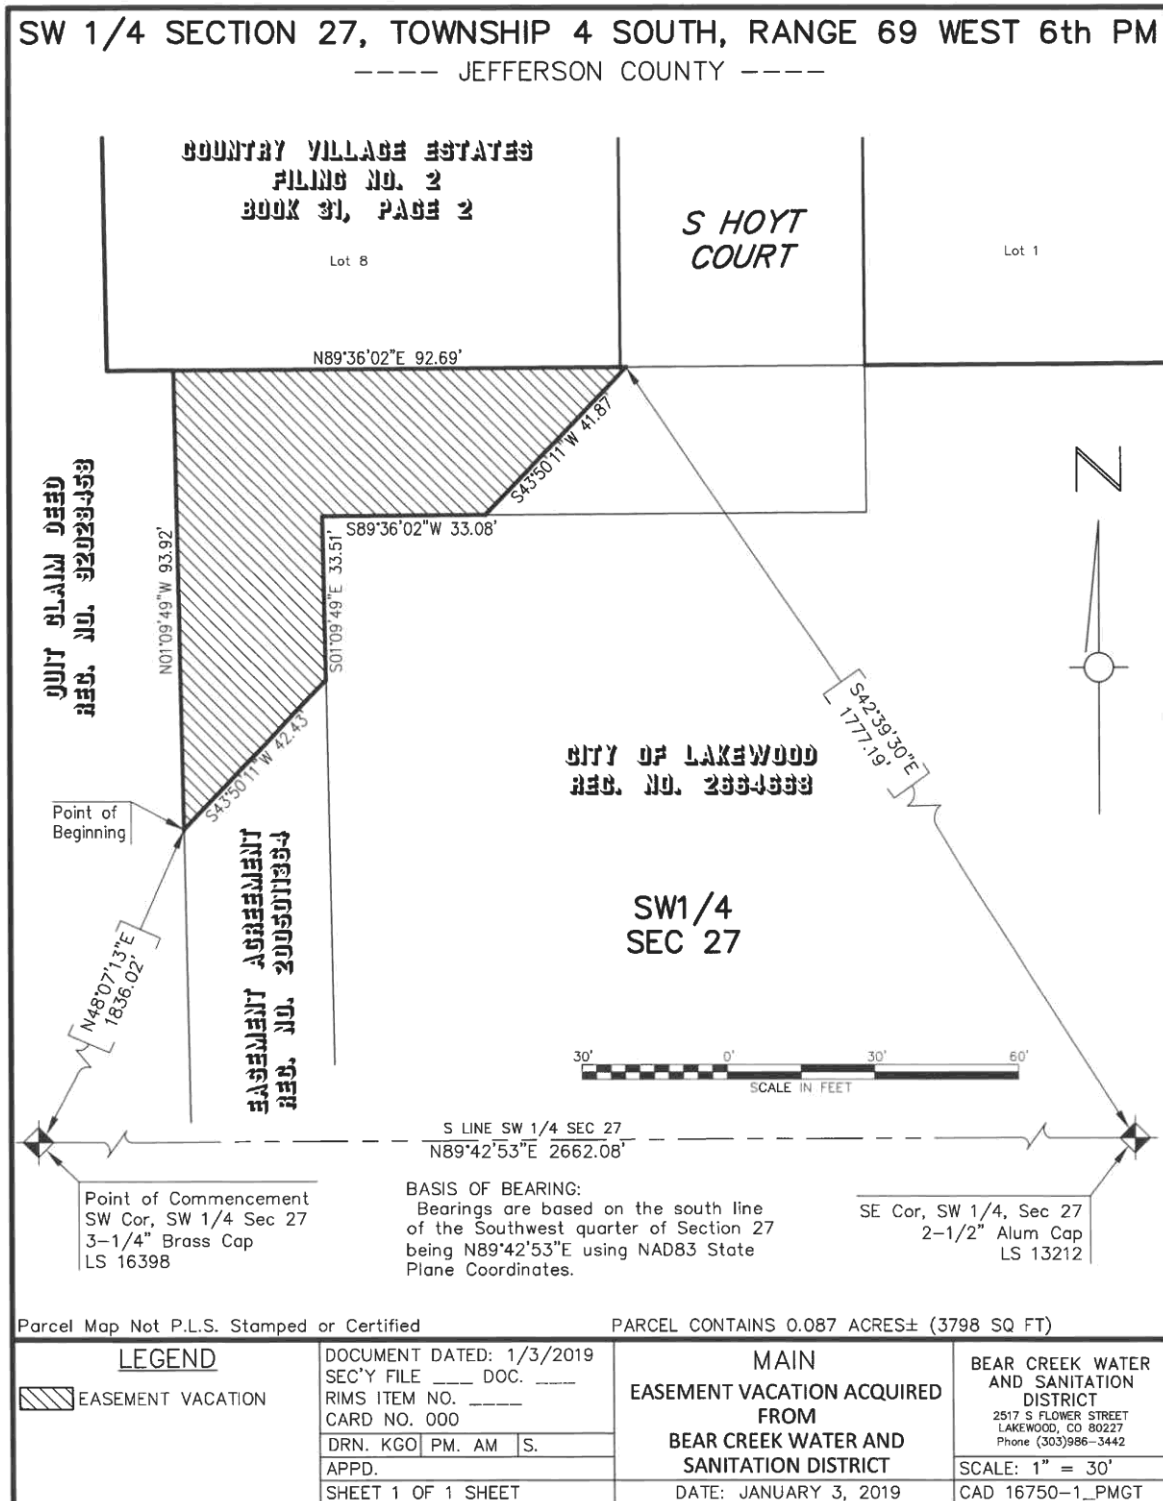 SW 1/4 SECTION 27, TOWNSHIP 4 SOUTH, RANGE 69 WEST 6th PM
---- JEFFERSON COUNTY ----
COUNTRY VILLAGE ESTATES
FILING NO. 2
BOOK 31, PAGE 2
Lot 8
S HOYT
COURT
Lot 1
N89°36'02"E 92.69'
S43°50'11"W 41.87'
S89°36'02"W 33.08'
S01°09'49"E 33.51'
N01°09'49"W 93.92'
QUIT CLAIM DEED
REC. NO. 92023458
N
S42°39'30"E
1777.19'
S43°50'11"W 42.43'
CITY OF LAKEWOOD
REC. NO. 2664668
Point of
Beginning
EASEMENT AGREEMENT
REC. NO.
SW1/4
SEC 27
N48°07'13"E
1836.02'
30' 0' 30' 60'
SCALE IN FEET
S LINE SW 1/4 SEC 27
N89°42'53"E 2662.08'
Point of Commencement
SW Cor, SW 1/4 Sec 27
3-1/4" Brass Cap
LS 16398
BASIS OF BEARING:
Bearings are based on the south line
of the Southwest quarter of Section 27
being N89°42'53"E using NAD83 State
Plane Coordinates.
SE Cor, SW 1/4, Sec 27
2-1/2" Alum Cap
LS 13212
Parcel Map Not P.L.S. Stamped or Certified
PARCEL CONTAINS 0.087 ACRES± (3798 SQ FT)
LEGEND
EASEMENT VACATION
DOCUMENT DATED: 1/3/2019
SEC'Y FILE ___ DOC. ___
RIMS ITEM NO. ____
CARD NO. 000
DRN. KGO PM. AM S.
APPD.
SHEET 1 OF 1 SHEET
MAIN
EASEMENT VACATION ACQUIRED
FROM
BEAR CREEK WATER AND
SANITATION DISTRICT
DATE: JANUARY 3, 2019
BEAR CREEK WATER
AND SANITATION
DISTRICT
2517 S FLOWER STREET
LAKEWOOD, CO 80227
Phone (303)986-3442
SCALE: 1" = 30'
CAD 16750-1_PMGT